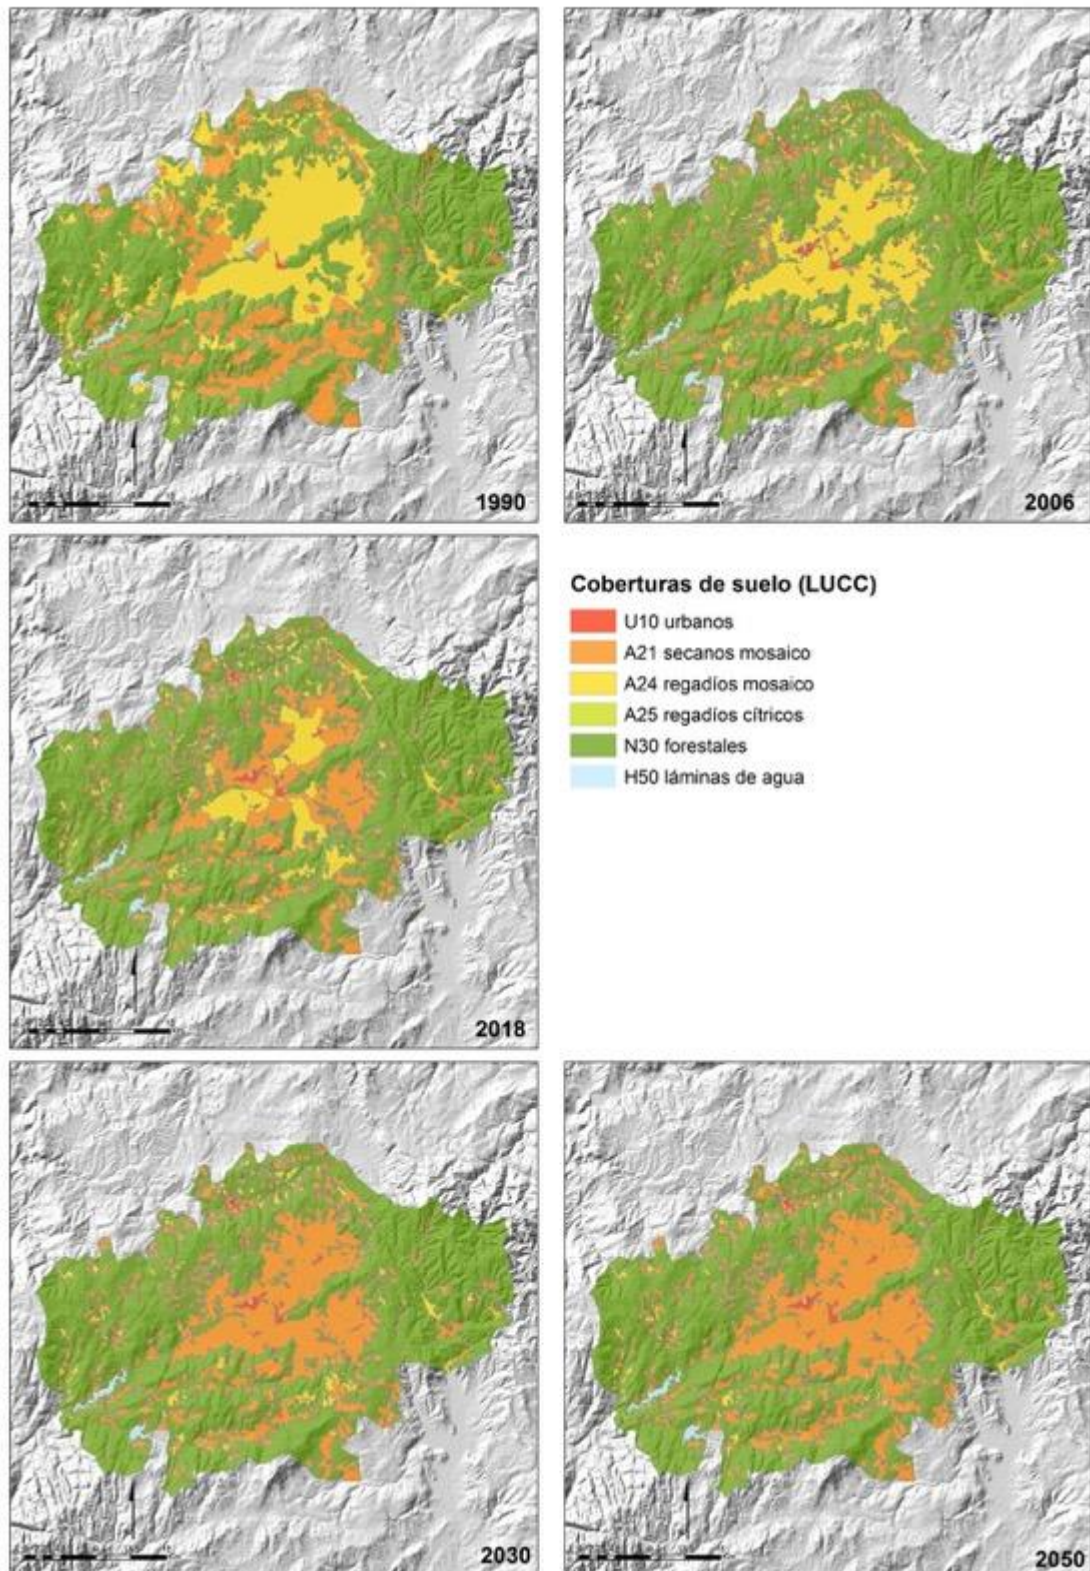 1990
2006
Coberturas de suelo (LUCC)
U10 urbanos
A21 secanos mosaico
A24 regadíos mosaico
A25 regadíos cítricos
N30 forestales
H50 láminas de agua
2018
2030
2050